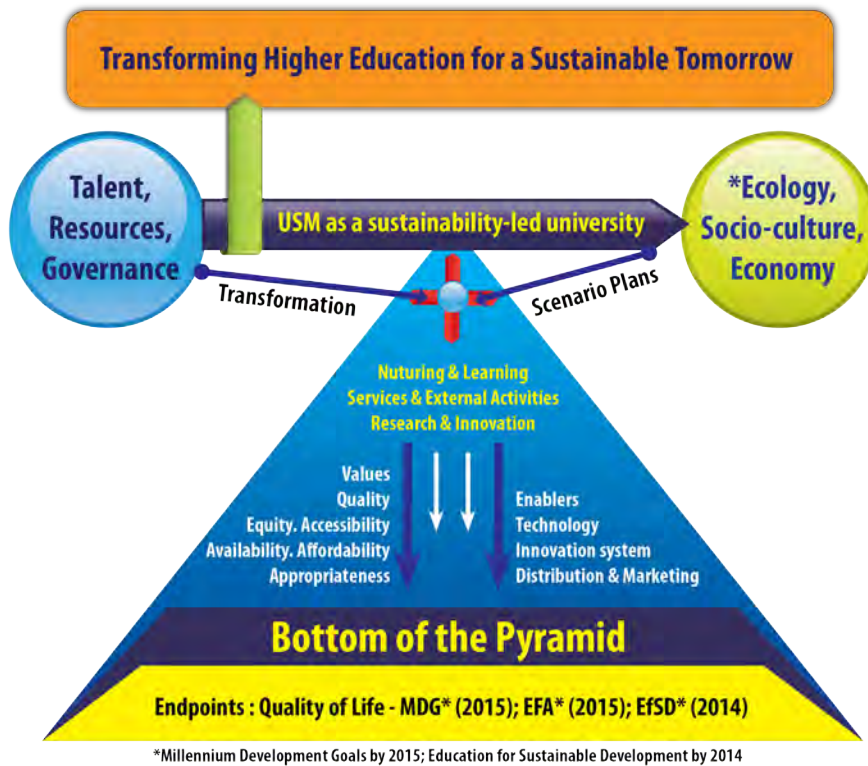 Transforming Higher Education for a Sustainable Tomorrow
Talent,
Resources,
Governance
USM as a sustainability-led university
*Ecology,
Socio-culture,
Economy
Transformation
Scenario Plans
Nuturing & Learning
Services & External Activities
Research & Innovation
Values
Quality
Equity. Accessibility
Availability. Affordability
Appropriateness
Enablers
Technology
Innovation system
Distribution & Marketing
Bottom of the Pyramid
Endpoints : Quality of Life - MDG* (2015); EFA* (2015); EfSD* (2014)
*Millennium Development Goals by 2015; Education for Sustainable Development by 2014